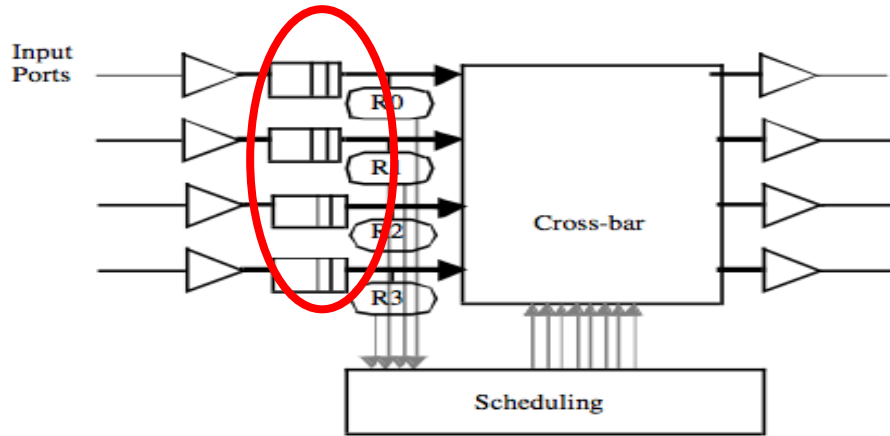 Input
Ports
R0
R1
R2
Cross-bar
R3
Scheduling